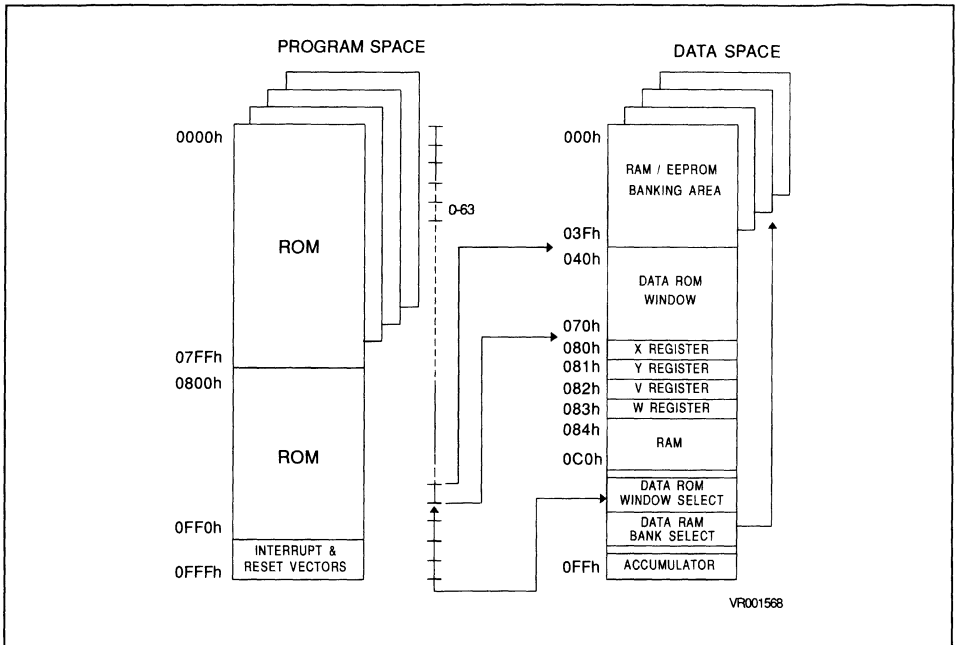 PROGRAM SPACE
0000h
ROM
07FFh
0800h
ROM
0FF0h
INTERRUPT &
RESET VECTORS
0FFFh
0-63
DATA SPACE
000h
RAM / EEPROM
BANKING AREA
03Fh
040h
DATA ROM
WINDOW
070h
080h
X REGISTER
081h
Y REGISTER
082h
V REGISTER
083h
W REGISTER
084h
RAM
0C0h
DATA ROM
WINDOW SELECT
DATA RAM
BANK SELECT
0FFh
ACCUMULATOR
VR001568